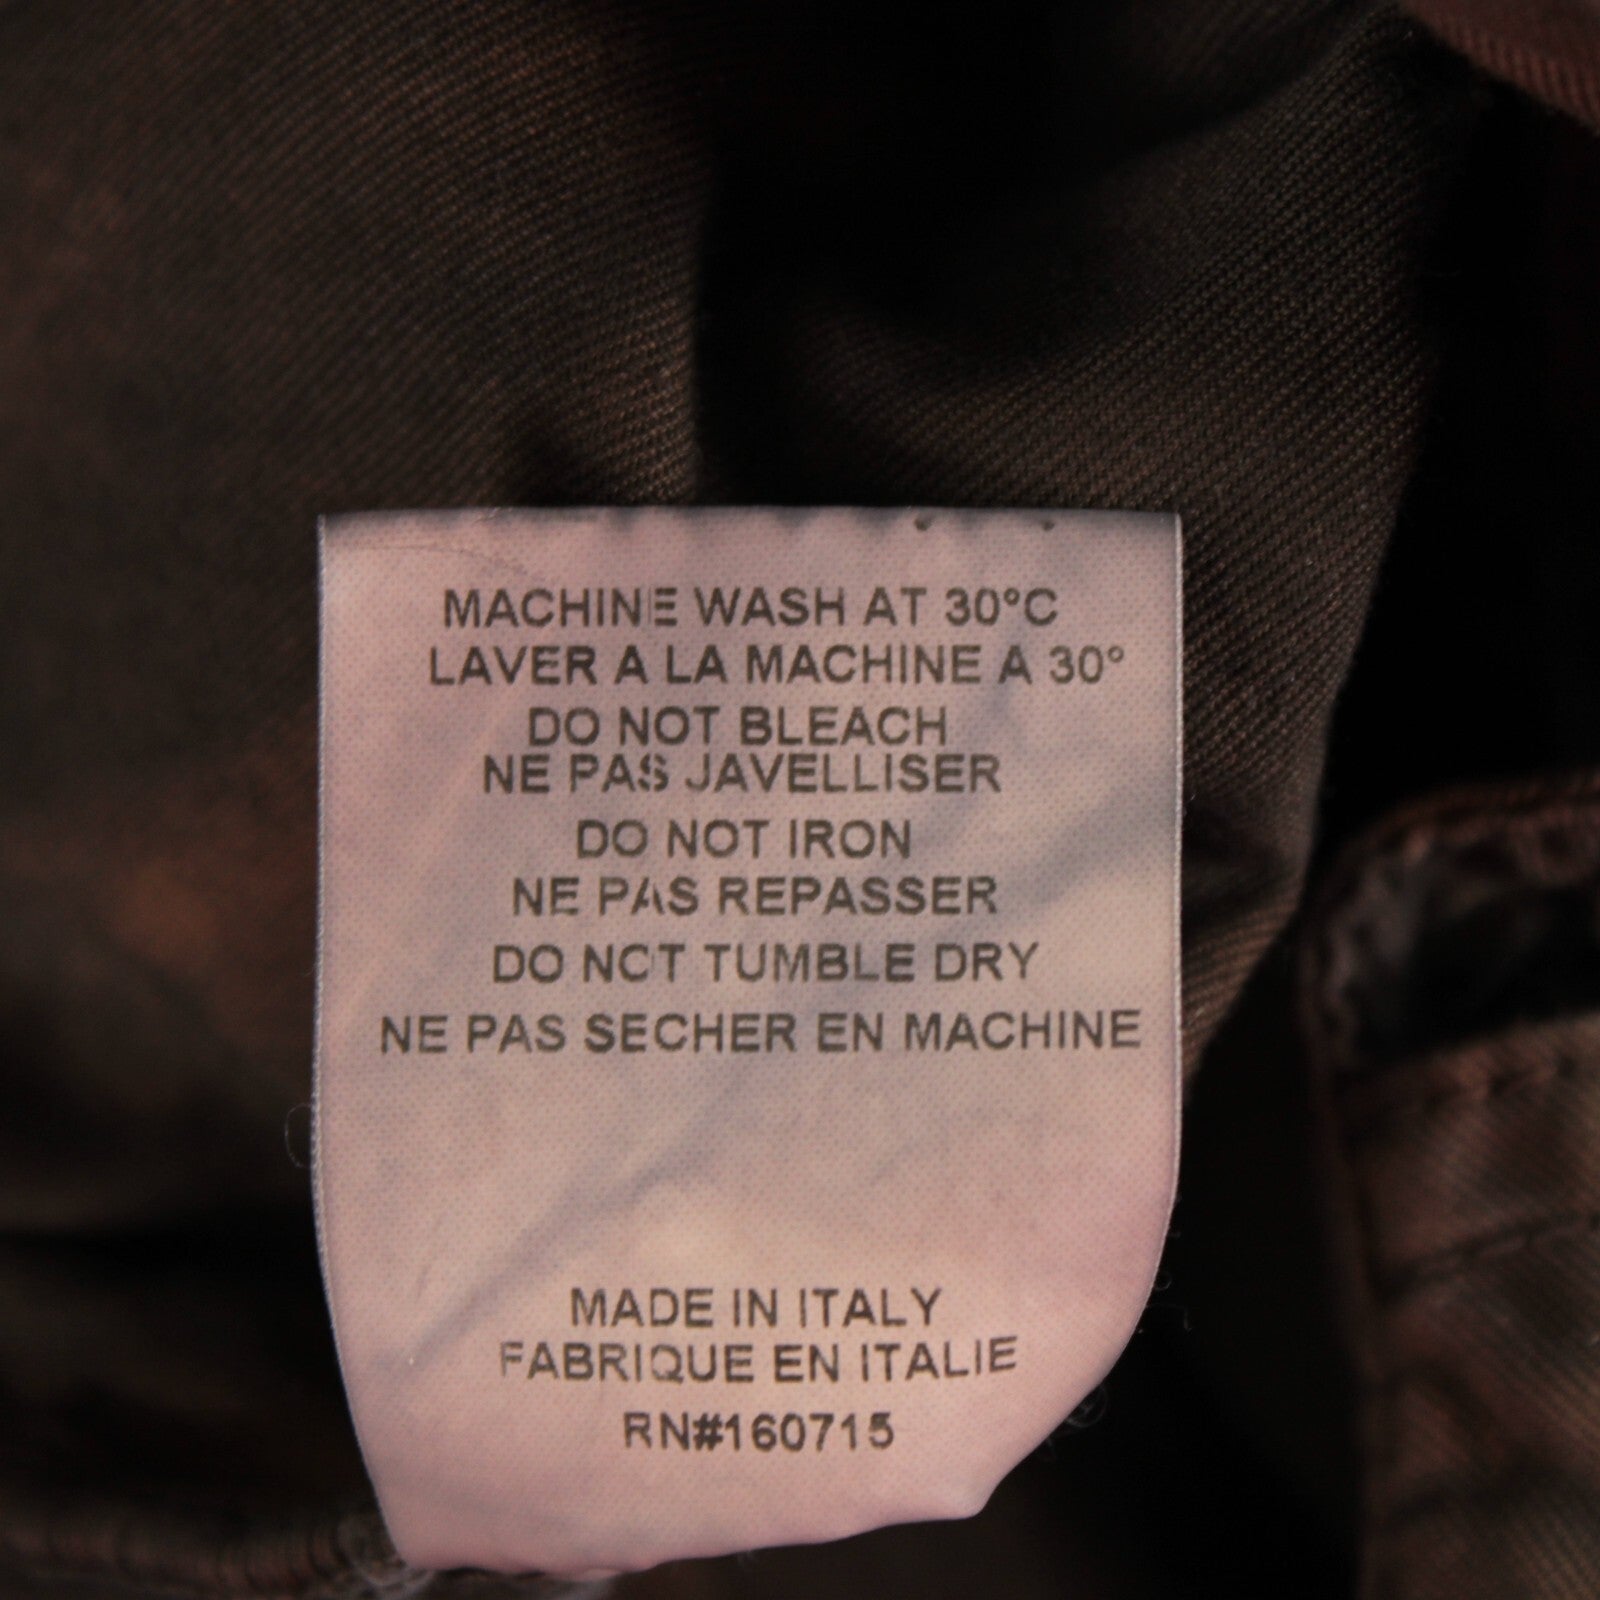 MACHINE WASH AT 30°C
LAVER A LA MACHINE A 30°
DO NOT BLEACH
NE PAS JAVELLISER
DO NOT IRON
NE PAS REPASSER
DO NOT TUMBLE DRY
NE PAS SECHER EN MACHINE
MADE IN ITALY
FABRIQUE EN ITALIE
RN#160715